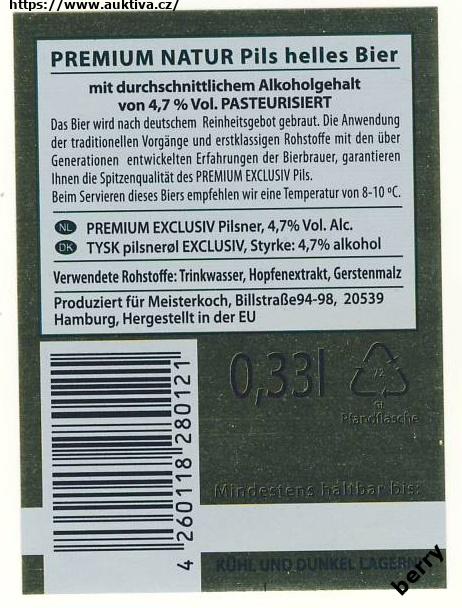 https://www.auktiva.cz/
PREMIUM NATUR Pils helles Bier
mit durchschnittlichem Alkoholgehalt
von 4,7 % Vol. PASTEURISIERT
Das Bier wird nach deutschem Reinheitsgebot gebraut. Die Anwendung
der traditionellen Vorgänge und erstklassigen Rohstoffe mit den über
Generationen entwickelten Erfahrungen der Bierbrauer, garantieren
Ihnen die Spitzenqualität des PREMIUM EXCLUSIV Pils.
Beim Servieren dieses Biers empfehlen wir eine Temperatur von 8-10 ºC.
NL PREMIUM EXCLUSIV Pilsner, 4,7% Vol. Alc.
DK TYSK pilsnerøl EXCLUSIV, Styrke: 4,7% alkohol
Verwendete Rohstoffe: Trinkwasser, Hopfenextrakt, Gerstenmalz
Produziert für Meisterkoch, Billstraße94-98, 20539
Hamburg, Hergestellt in der EU
0,33l
72
Pfandflasche
4 260118 280121
Mindestens haltbar bis:
KÜHL UND DUNKEL LAGERN
berry